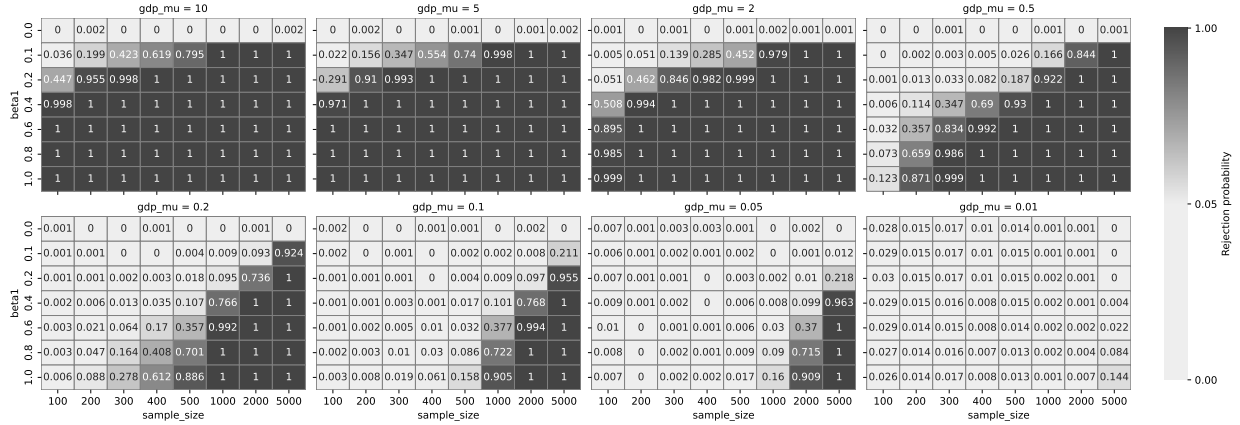 gdp_mu = 10 gdp_mu = 5 gdp_mu = 2 gdp_mu = 0.5
0.0 0 0.002 0 0 0 0 0 0.002 0 0.002 0 0.001 0 0.001 0.001 0.002 0.001 0 0.001 0 0 0.001 0.002 0.001 0 0 0 0 0 0.001 0 0.001
0.1 0.036 0.199 0.423 0.619 0.795 1 1 1 0.022 0.156 0.347 0.554 0.74 0.998 1 1 0.005 0.051 0.139 0.285 0.452 0.979 1 1 0 0.002 0.003 0.005 0.026 0.166 0.844 1
0.2 0.447 0.955 0.998 1 1 1 1 1 0.291 0.91 0.993 1 1 1 1 1 0.051 0.462 0.846 0.982 0.999 1 1 1 0.001 0.013 0.033 0.082 0.187 0.922 1 1
beta1
0.4 0.998 1 1 1 1 1 1 1 0.971 1 1 1 1 1 1 1 0.508 0.994 1 1 1 1 1 1 0.006 0.114 0.347 0.69 0.93 1 1 1
0.6 1 1 1 1 1 1 1 1 1 1 1 1 1 1 1 1 0.895 1 1 1 1 1 1 1 0.032 0.357 0.834 0.992 1 1 1 1
0.8 1 1 1 1 1 1 1 1 1 1 1 1 1 1 1 1 0.985 1 1 1 1 1 1 1 0.073 0.659 0.986 1 1 1 1 1
1.0 1 1 1 1 1 1 1 1 1 1 1 1 1 1 1 1 0.999 1 1 1 1 1 1 1 0.123 0.871 0.999 1 1 1 1 1
gdp_mu = 0.2 gdp_mu = 0.1 gdp_mu = 0.05 gdp_mu = 0.01
0.0 0.001 0 0 0.001 0 0 0.001 0 0.002 0 0 0.001 0 0 0.002 0 0.007 0.001 0.003 0.001 0 0 0.002 0 0.028 0.015 0.017 0.01 0.014 0.001 0.001 0
0.1 0.001 0.001 0 0 0.004 0.009 0.093 0.924 0.002 0 0.001 0 0.002 0.002 0.008 0.211 0.006 0 0.002 0.001 0 0 0.001 0.012 0.029 0.015 0.017 0.01 0.015 0.001 0.001 0
0.2 0.001 0.001 0.002 0.003 0.018 0.095 0.736 1 0.001 0.001 0.001 0 0.004 0.009 0.097 0.955 0.007 0.001 0.001 0 0.003 0.002 0.01 0.218 0.03 0.015 0.017 0.01 0.015 0.002 0.001 0
beta1
0.4 0.002 0.006 0.013 0.035 0.107 0.766 1 1 0.001 0.001 0.003 0.001 0.017 0.101 0.768 1 0.009 0.001 0.002 0 0.006 0.008 0.099 0.963 0.029 0.015 0.016 0.008 0.015 0.002 0.001 0.004
0.6 0.003 0.021 0.064 0.17 0.357 0.992 1 1 0.001 0.002 0.005 0.01 0.032 0.377 0.994 1 0.01 0 0.002 0.001 0.006 0.03 0.37 1 0.029 0.015 0.014 0.008 0.014 0.002 0.002 0.022
0.8 0.003 0.047 0.164 0.408 0.701 1 1 1 0.002 0.003 0.01 0.03 0.086 0.722 1 1 0.008 0 0.002 0.001 0.009 0.09 0.715 1 0.027 0.014 0.016 0.007 0.013 0.002 0.004 0.084
1.0 0.006 0.088 0.278 0.612 0.886 1 1 1 0.003 0.008 0.019 0.061 0.158 0.905 1 1 0.007 0 0.002 0.002 0.017 0.16 0.909 1 0.026 0.014 0.017 0.008 0.015 0.001 0.007 0.144
100 200 300 400 500 1000 2000 5000 100 200 300 400 500 1000 2000 5000 100 200 300 400 500 1000 2000 5000 100 200 300 400 500 1000 2000 5000
sample_size sample_size sample_size sample_size
1.00
0.05
0.00
Rejection probability